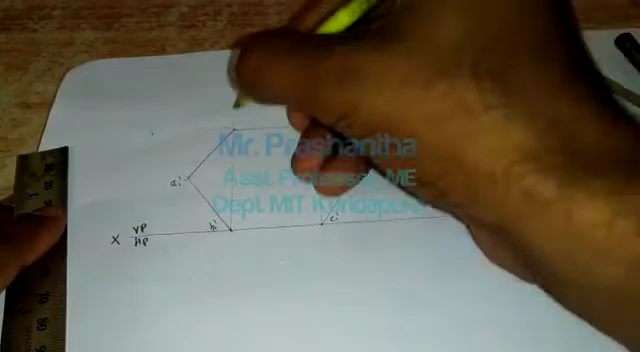 Mr. Prashantha
Asst. Professor, ME
Dept. MIT Kundapura
a'
b'
c'
X
VP
HP